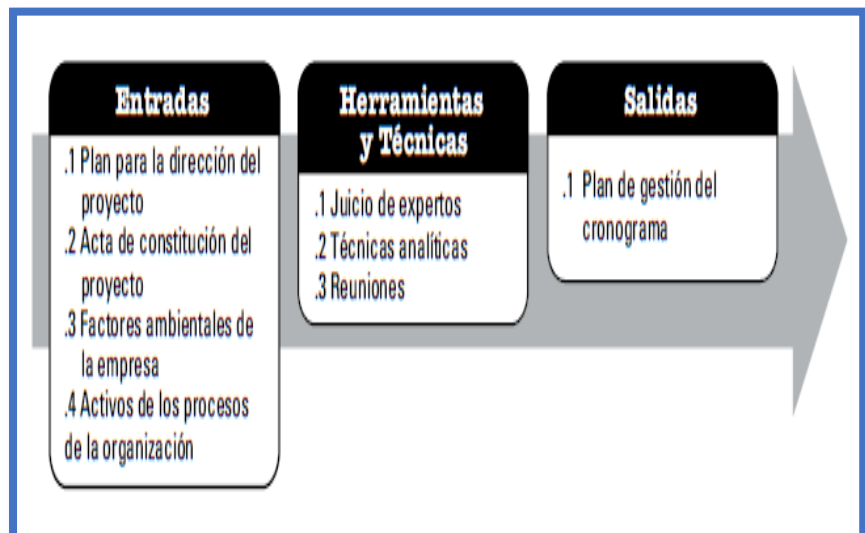 Entradas
.1 Plan para la dirección del
proyecto
.2 Acta de constitución del
proyecto
.3 Factores ambientales de
la empresa
.4 Activos de los procesos
de la organización
Herramientas
y Técnicas
.1 Juicio de expertos
.2 Técnicas analíticas
.3 Reuniones
Salidas
.1 Plan de gestión del
cronograma